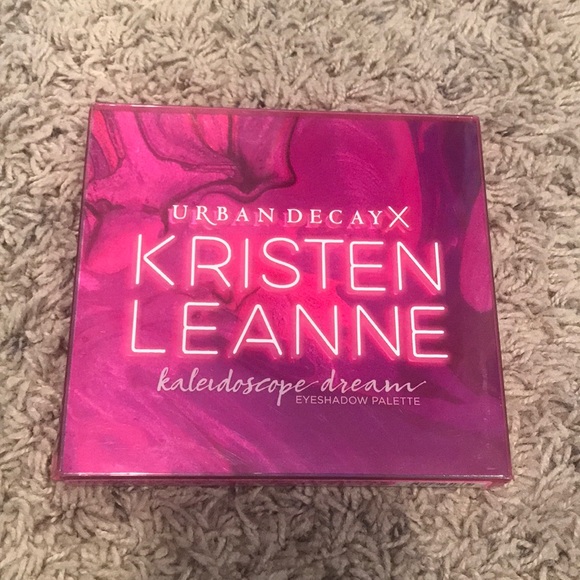 URBAN DECAY X
KRISTEN
LEANNE
kaleidoscope dream
EYESHADOW PALETTE